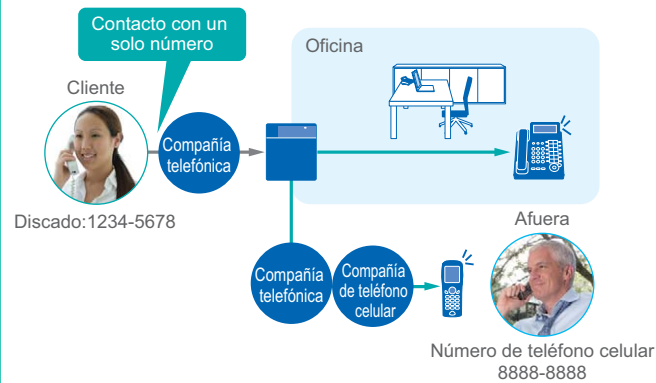 Contacto con un
solo número
Oficina
Cliente
Compañía
telefónica
Discado:1234-5678
Afuera
Compañía
telefónica
Compañía
de teléfono
celular
Número de teléfono celular
8888-8888